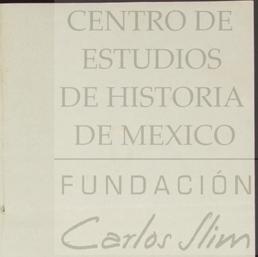 CENTRO DE
ESTUDIOS
DE HISTORIA
DE MEXICO
FUNDACIÓN
Carlos Slim